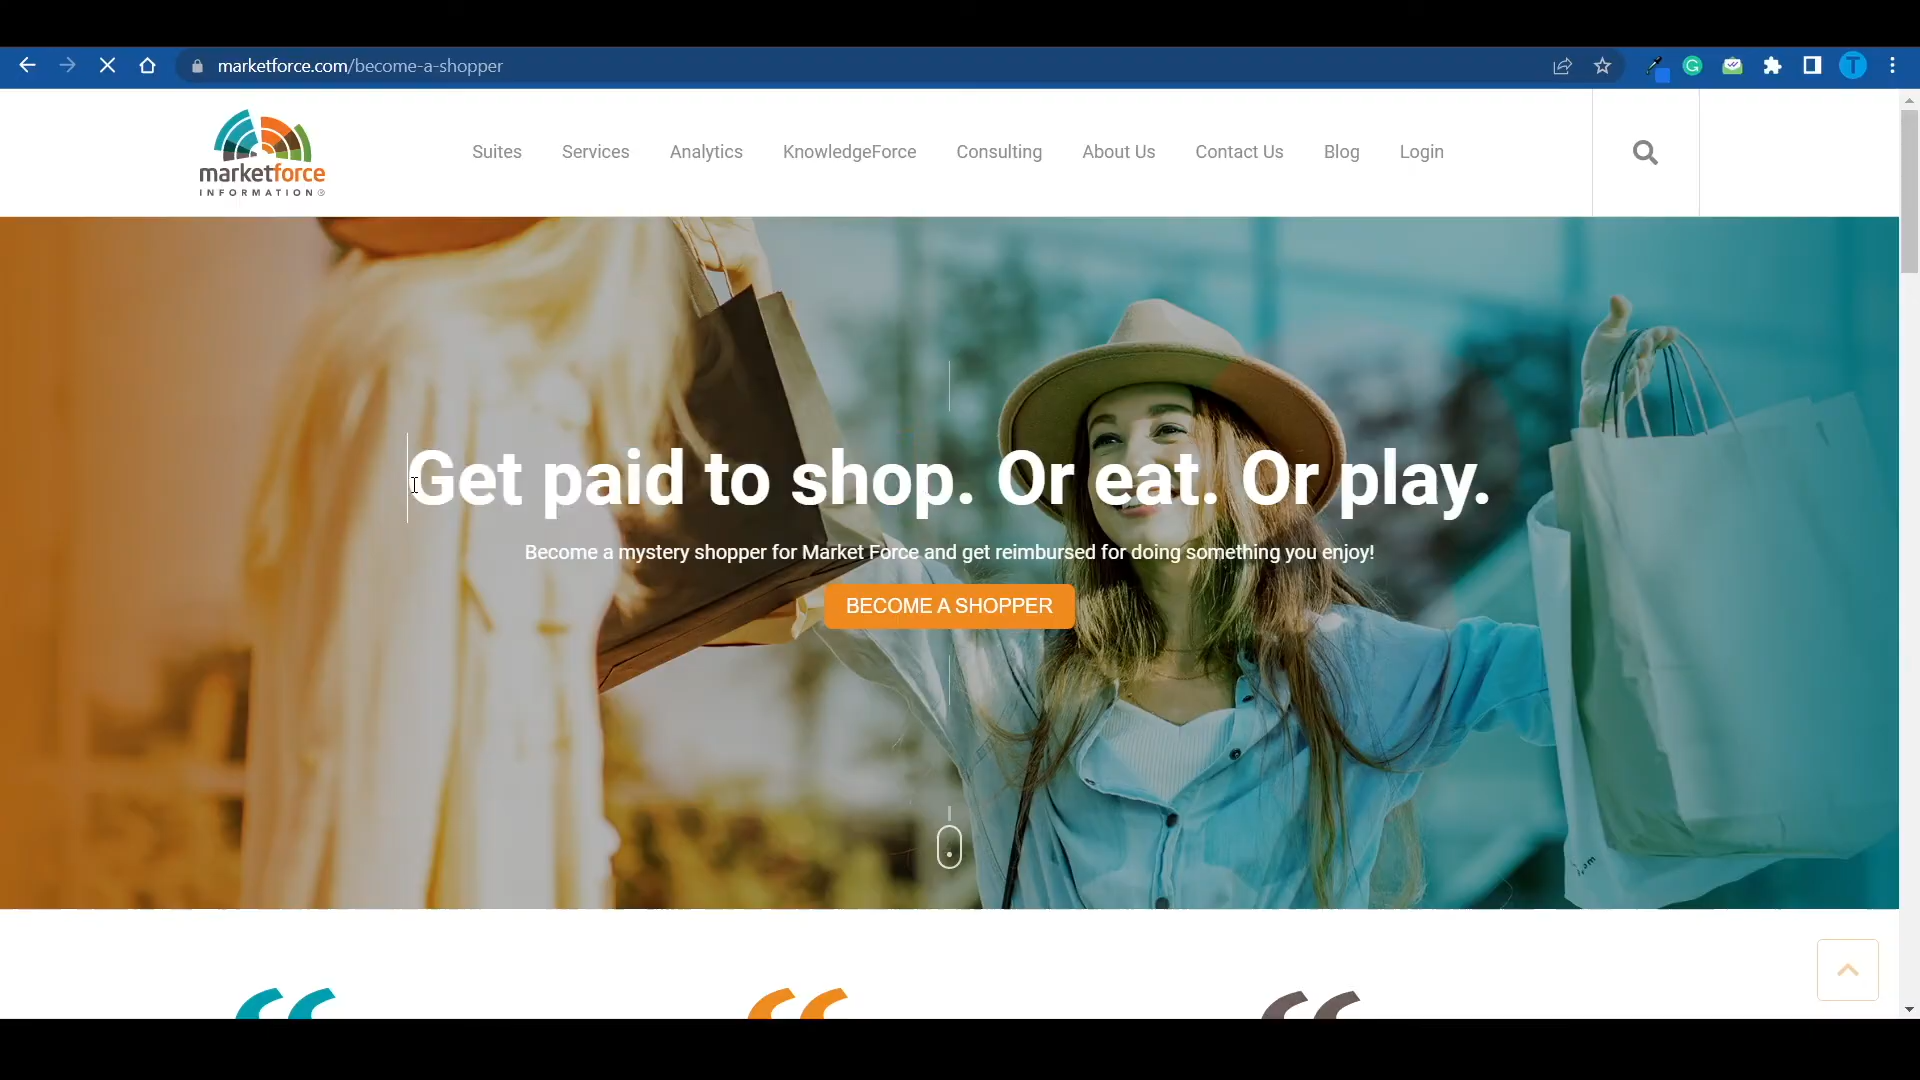 marketforce.com/become-a-shopper
T
marketforce
INFORMATION
Suites
Services
Analytics
KnowledgeForce
Consulting
About Us
Contact Us
Blog
Login
Get paid to shop. Or eat. Or play.
Become a mystery shopper for Market Force and get reimbursed for doing something you enjoy!
BECOME A SHOPPER